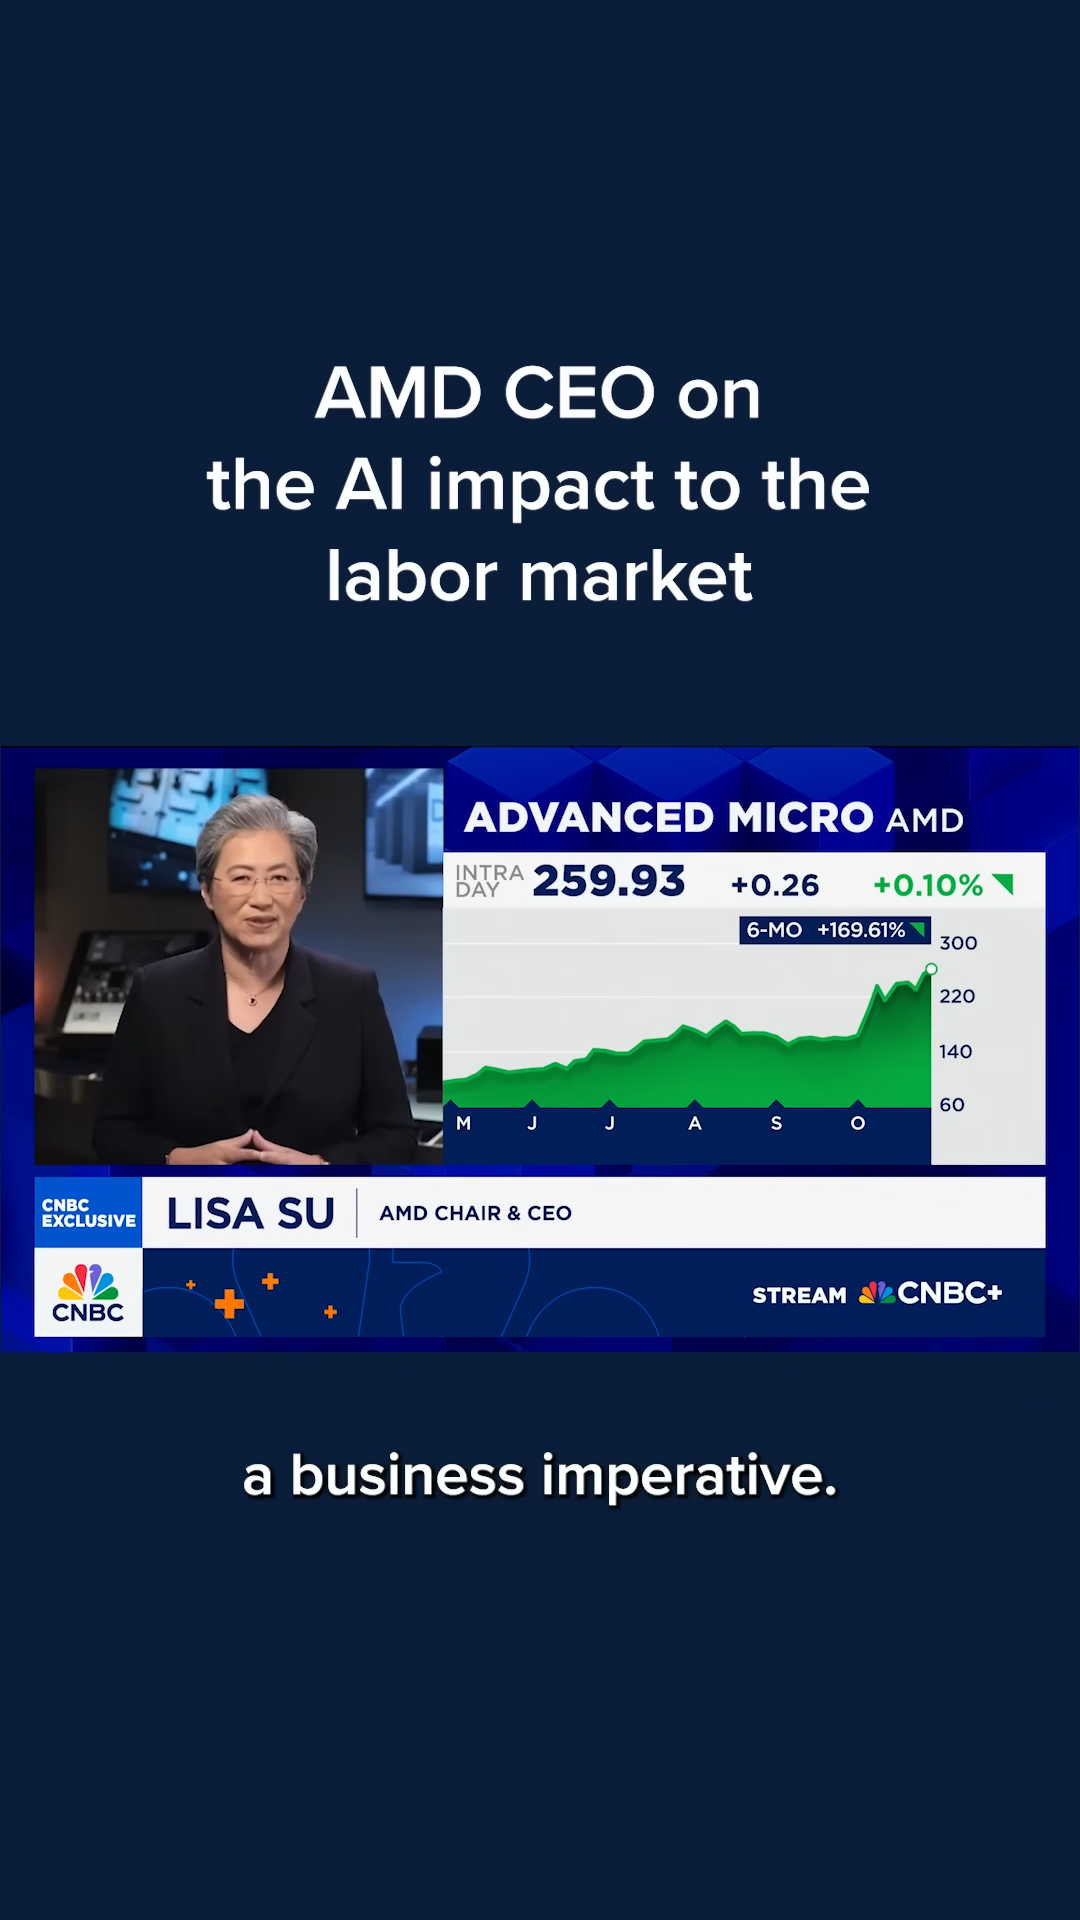 AMD CEO on
the AI impact to the
labor market
ADVANCED MICRO AMD
INTRA
DAY
259.93 +0.26 +0.10%
6-MO +169.61%
300
220
140
60
M J J A S O
CNBC
EXCLUSIVE
LISA SU
AMD CHAIR & CEO
CNBC
STREAM CNBC+
a business imperative.